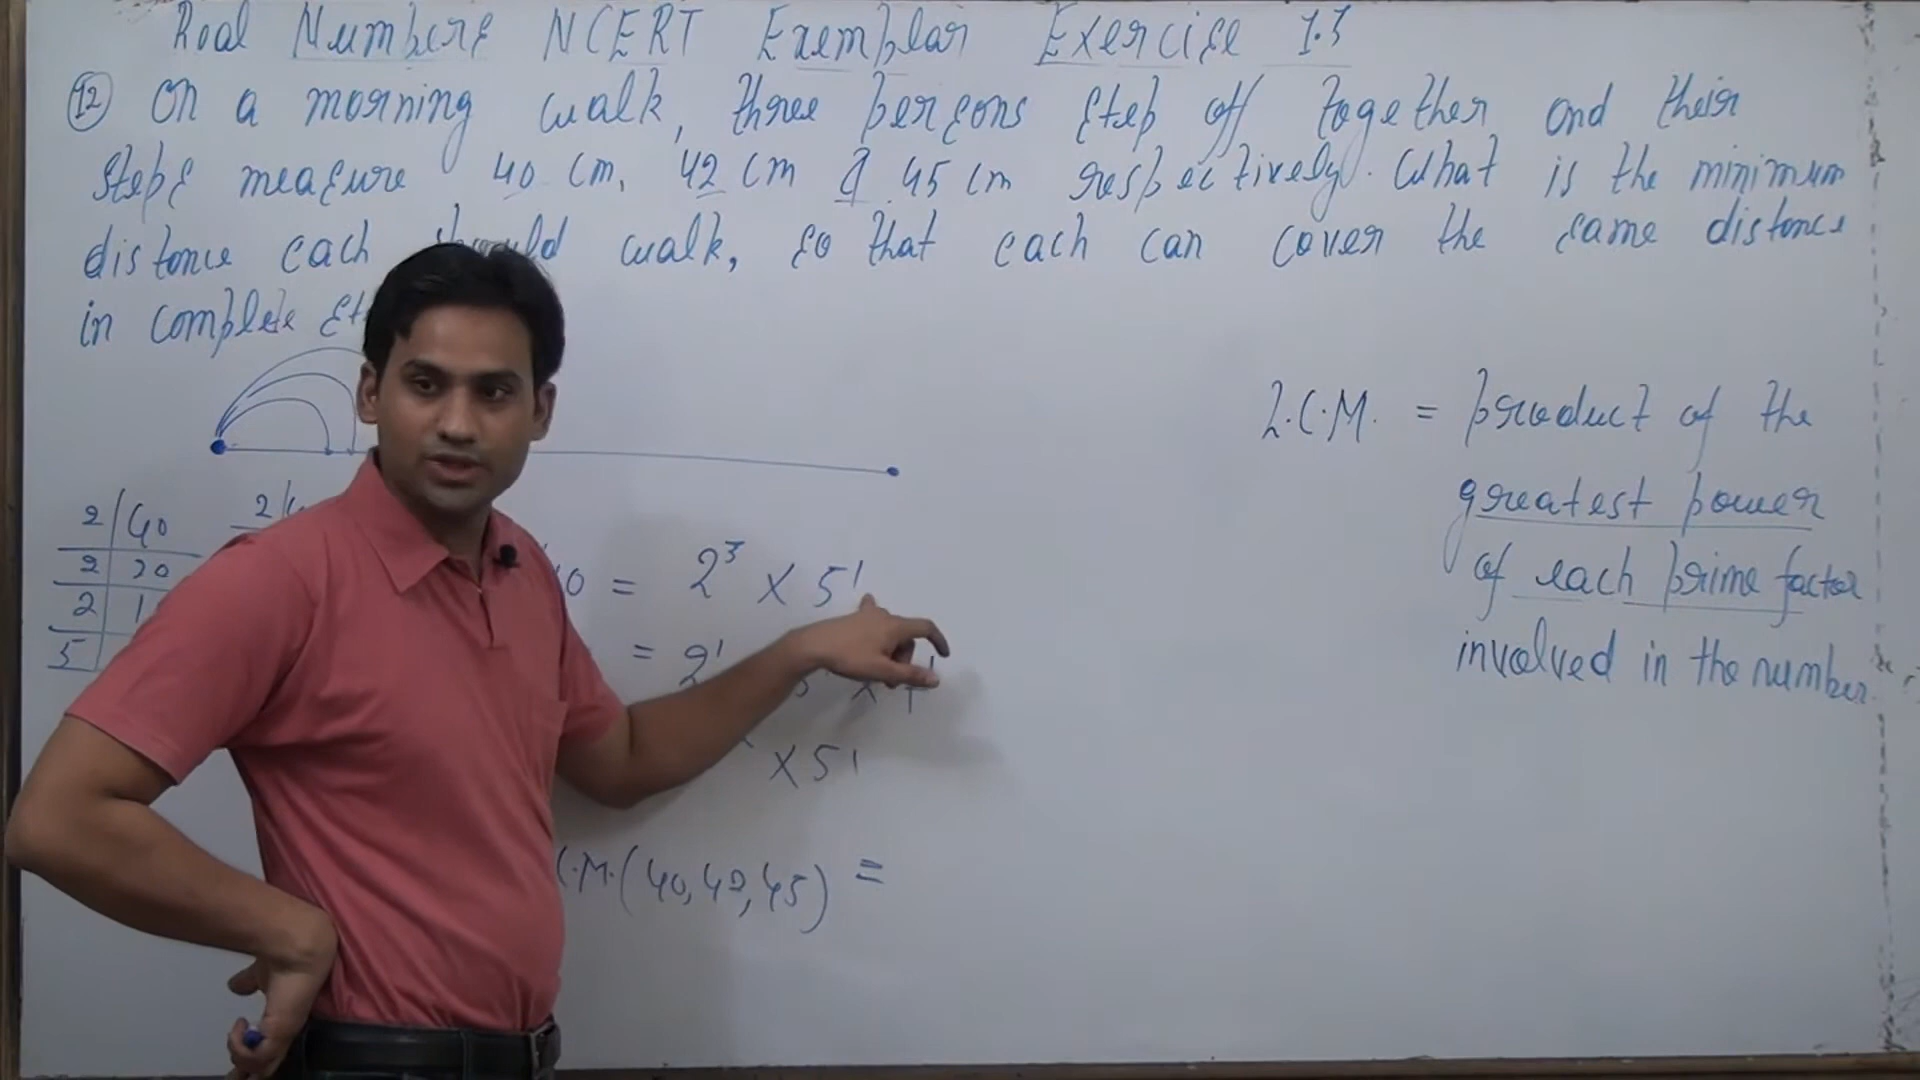 Real Numbers NCERT Exemplar Exercise 1.3
12 On a morning walk, three persons step off together and their
steps measure 40 cm, 42 cm & 45 cm respectively. What is the minimum
distance each should walk, so that each can cover the same distance
in complete
L.C.M. = product of the
greatest power
of each prime factor
involved in the number.
2 | 40
2 | 20
2 | 1
5
2 | 4
0 = 2³ × 5¹
= 2¹ × 7¹
× 5¹
C.M. (40, 42, 45) =